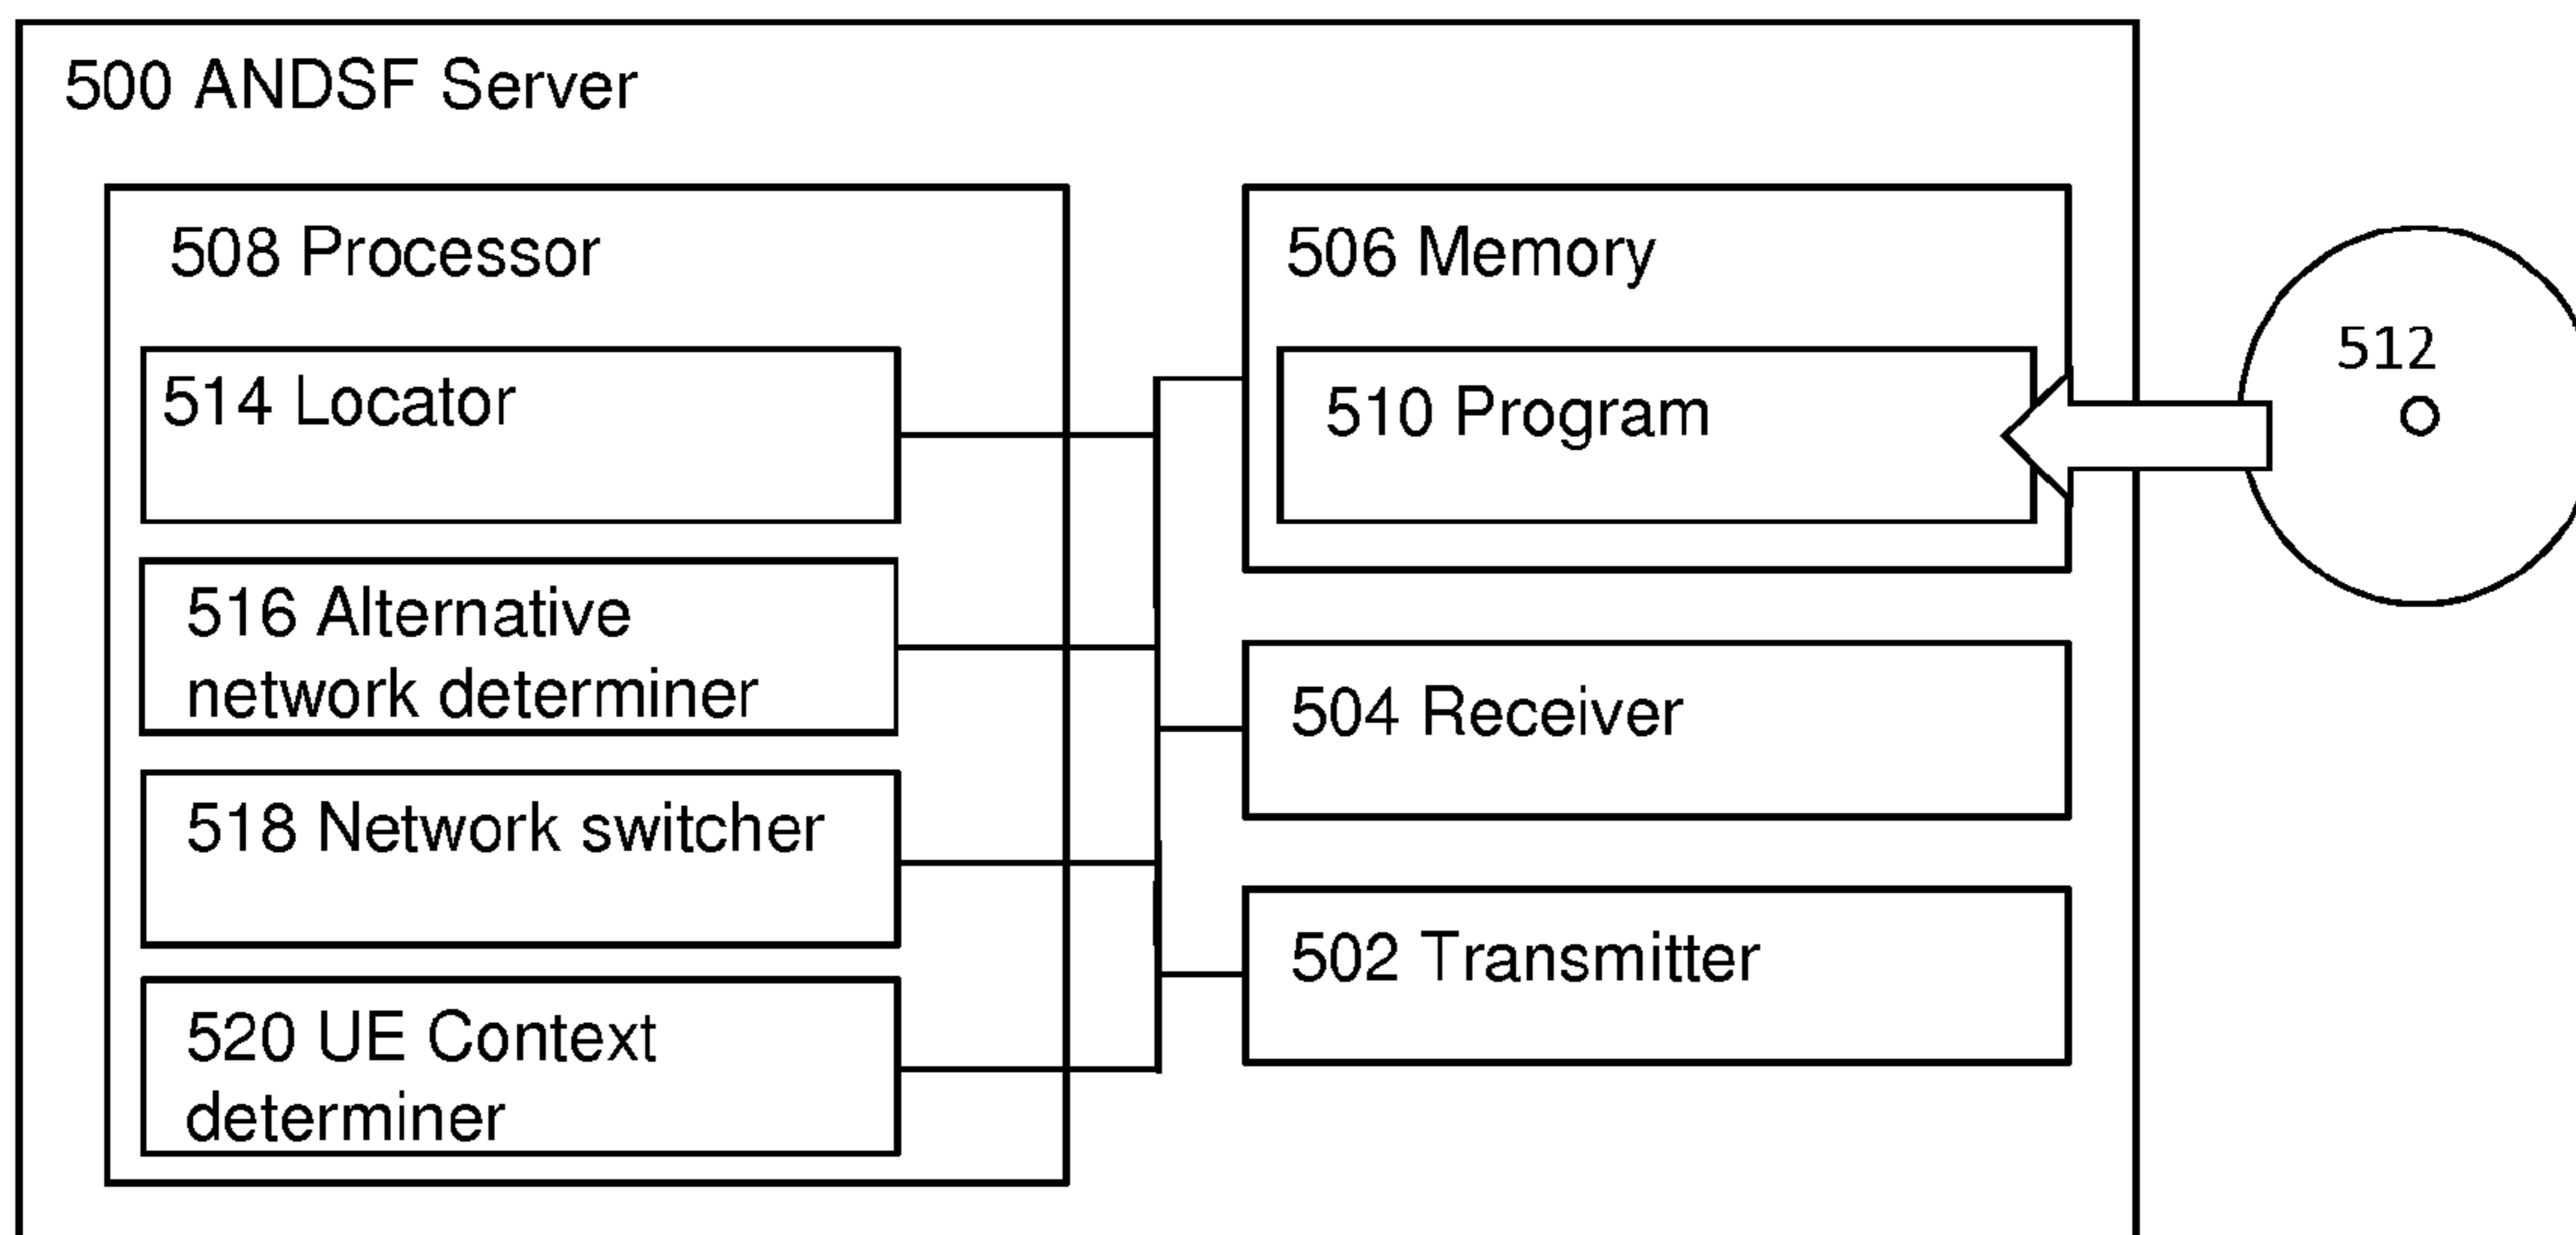 500 ANDSF Server
508 Processor
514 Locator
516 Alternative
network determiner
518 Network switcher
520 UE Context
determiner
506 Memory
510 Program
504 Receiver
502 Transmitter
512